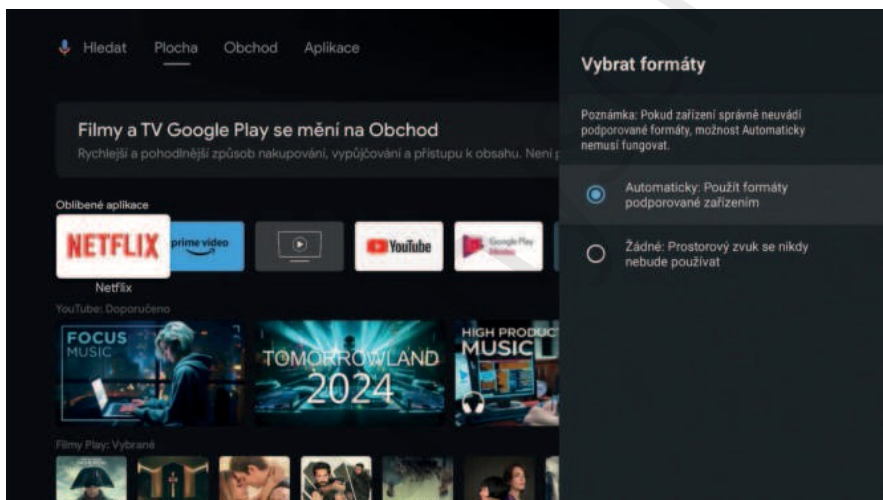 Hledat Plocha Obchod Aplikace
Filmy a TV Google Play se mění na Obchod
Rychlejší a pohodlnější způsob nakupování, vypůjčování a přístupu k obsahu. Není
Oblíbené aplikace
NETFLIX
prime video
YouTube
Google Play
Movies
Netflix
YouTube: Doporučeno
FOCUS
MUSIC
TOMORROWLAND
2024
HIGH PRODUC
MUSIC
Filmy Play: Vybrané
Vybrat formáty
Poznámka: Pokud zařízení správně neuvádí
podporované formáty, možnost Automaticky
nemusí fungovat.
Automaticky: Použít formáty
podporované zařízením
Žádné: Prostorový zvuk se nikdy
nebude používat